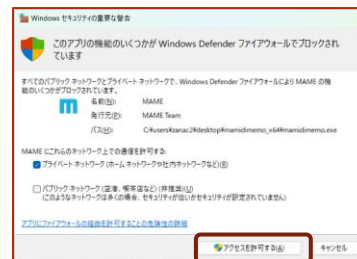 Windows セキュリティの重要な警告
このアプリの機能のいくつかが Windows Defender ファイアウォールでブロックされ
ています
すべてのパブリック ネットワークとプライベート ネットワークで、Windows Defender ファイアウォールにより MAME の機
能のいくつかがブロックされています。
名前(N): MAME
発行元(P): MAME Team
パス(H): C:¥users¥zanac2¥desktop¥mamidimemo_x64¥mamidimemo.exe
MAME にこれらのネットワーク上での通信を許可する:
プライベート ネットワーク (ホーム ネットワークや社内ネットワークなど)(R)
パブリック ネットワーク (空港、喫茶店など) (非推奨)(U)
(このようなネットワークは多くの場合、セキュリティが低いかセキュリティが設定されていません)
アプリにファイアウォールの経由を許可することの危険性の詳細
アクセスを許可する(A) キャンセル